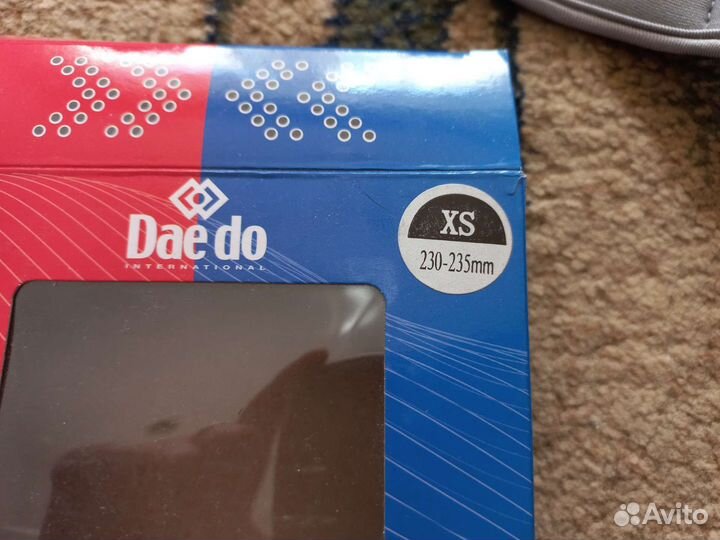 Dae do
INTERNATIONAL
XS
230-235mm
Avito